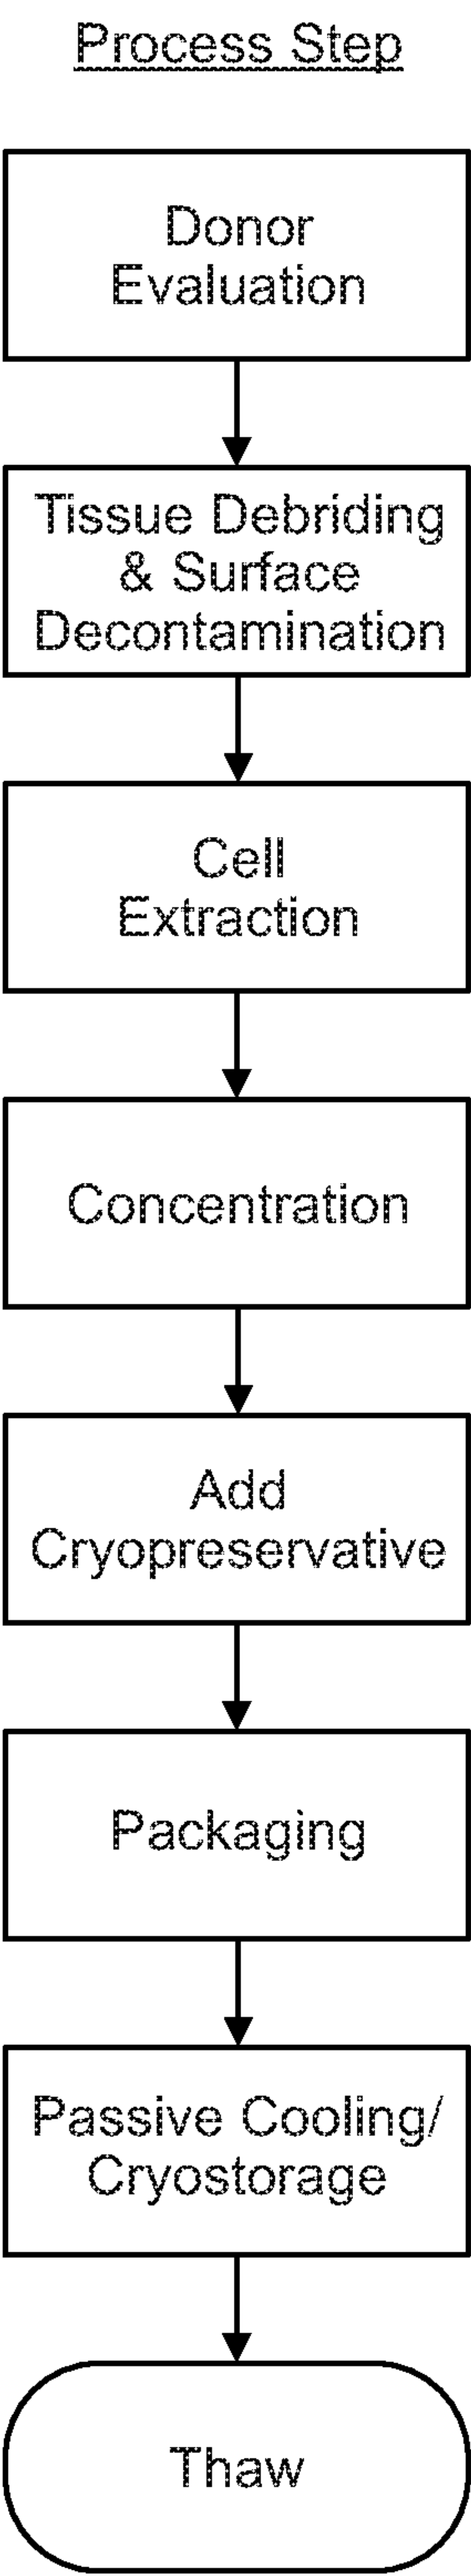 Process Step
Donor
Evaluation
Tissue Debriding
& Surface
Decontamination
Cell
Extraction
Concentration
Add
Cryopreservative
Packaging
Passive Cooling/
Cryostorage
Thaw